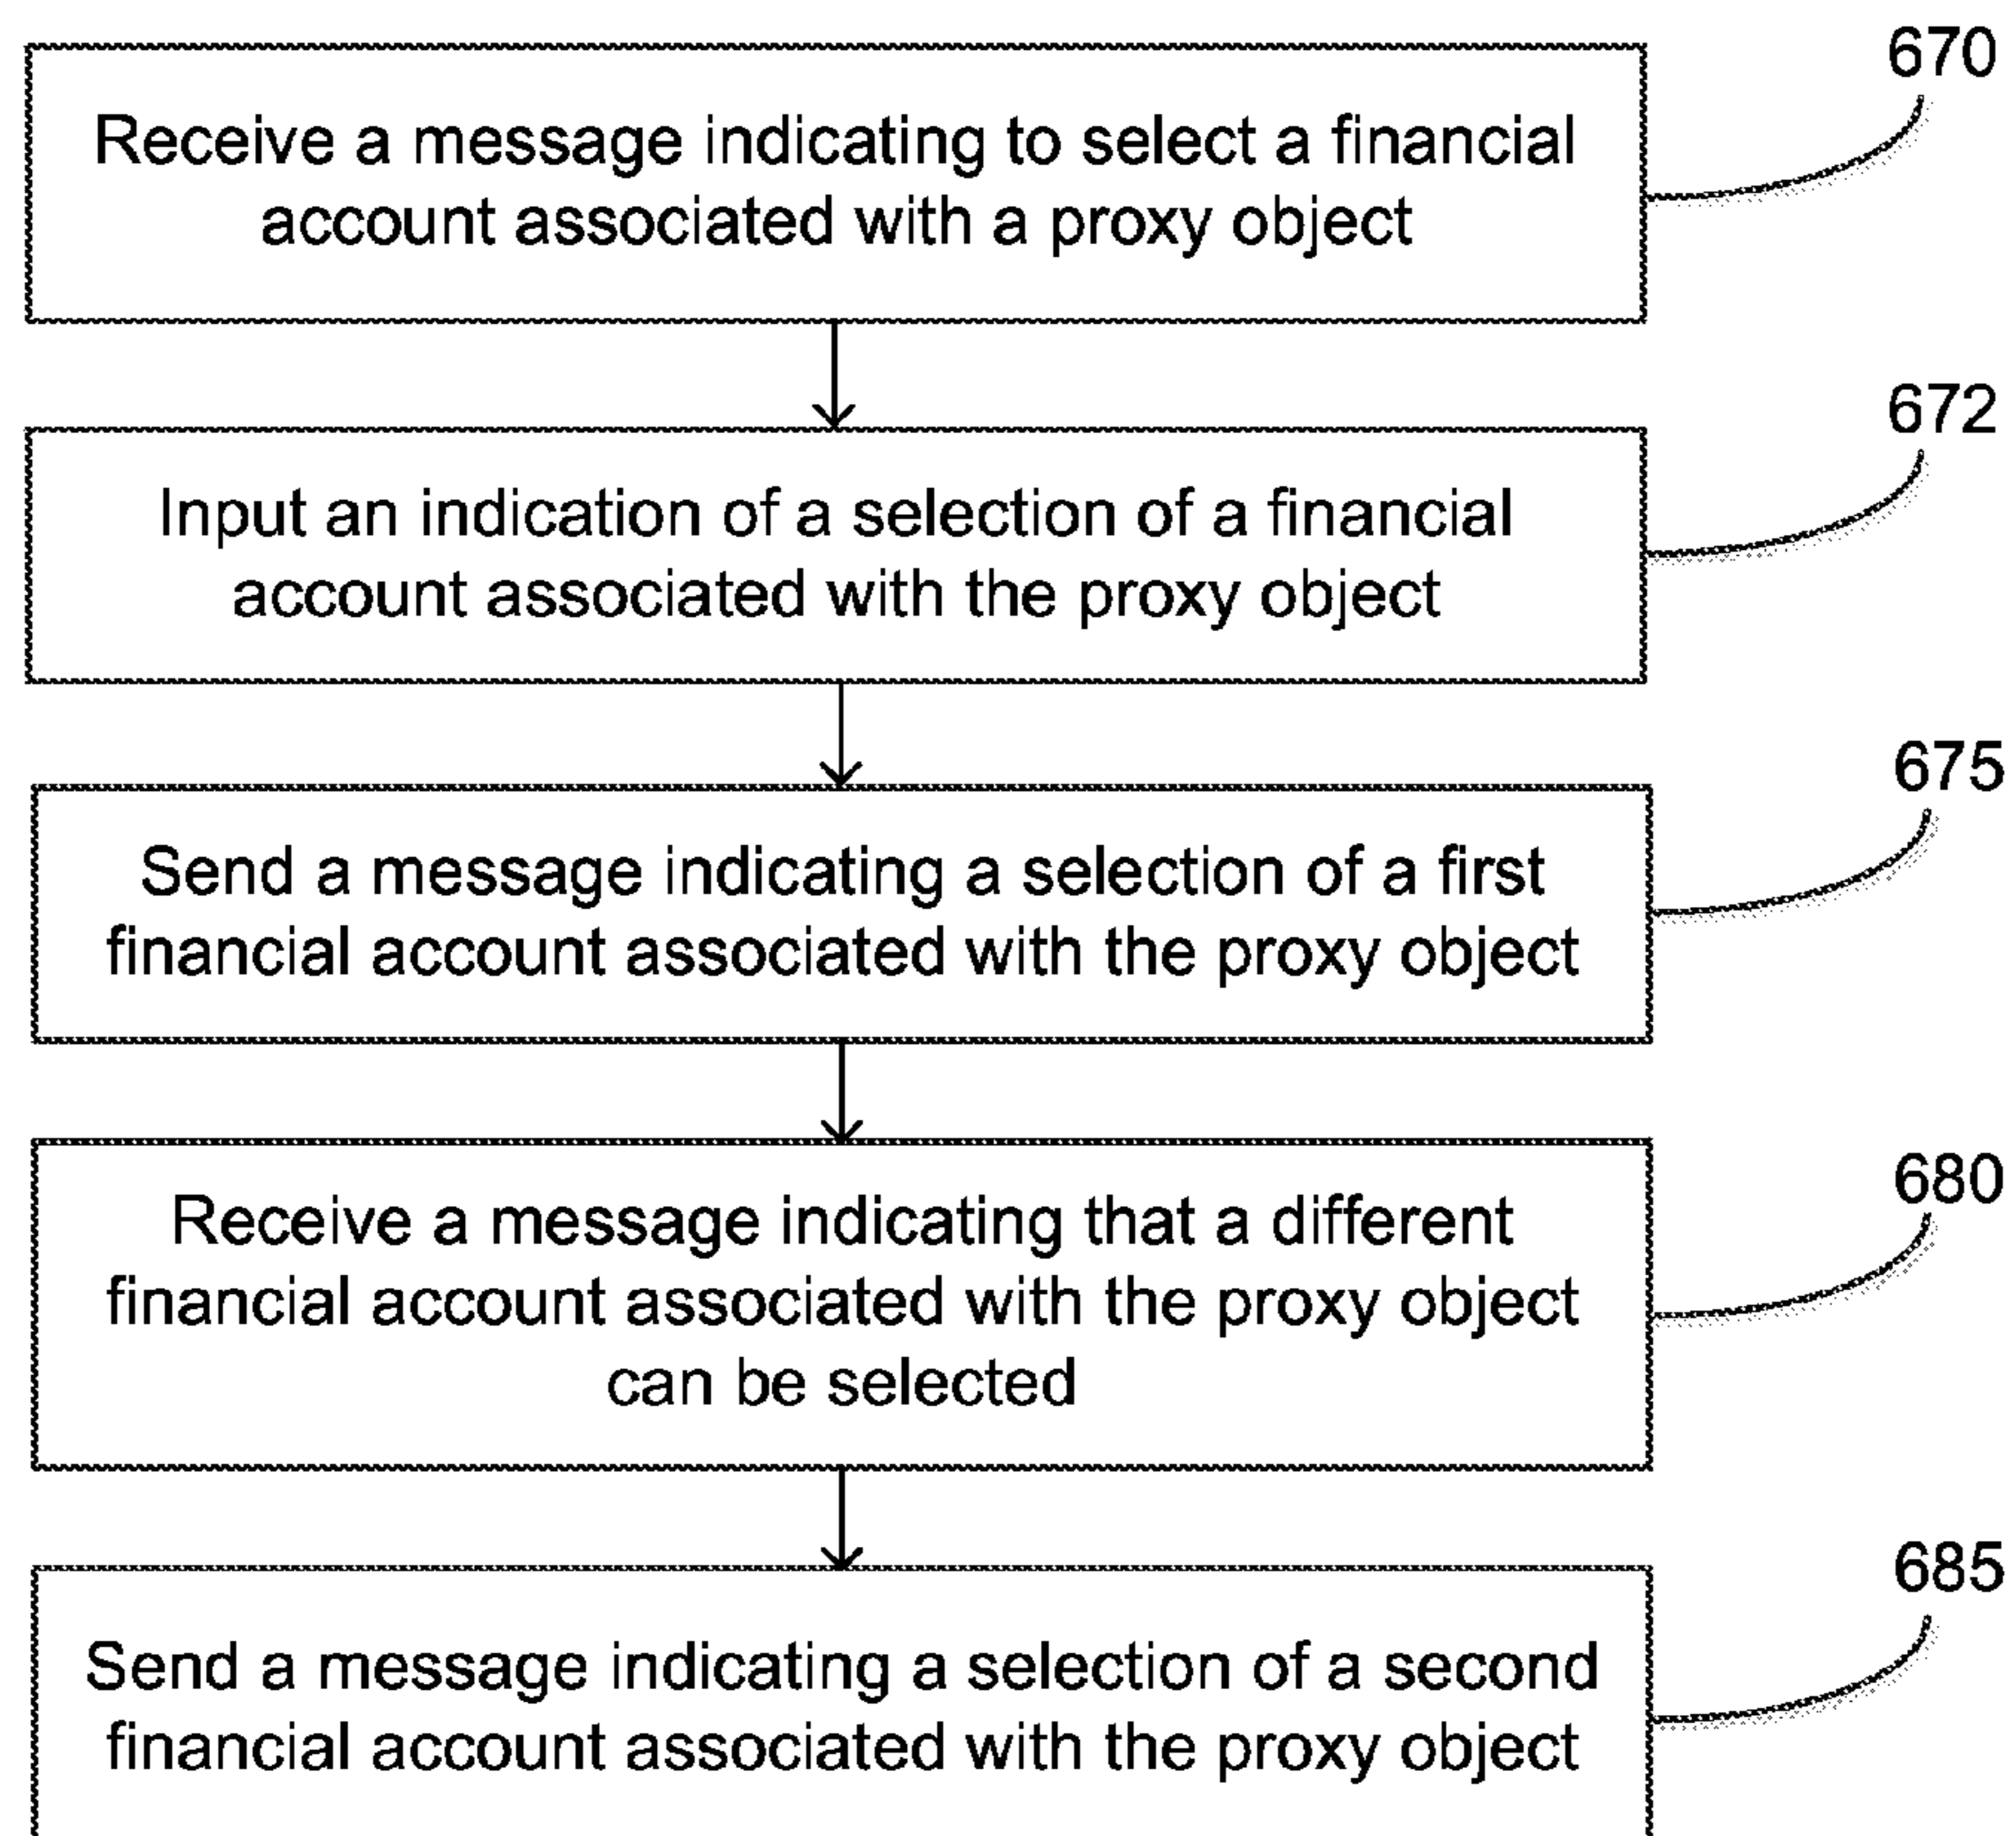 670
Receive a message indicating to select a financial
account associated with a proxy object
672
Input an indication of a selection of a financial
account associated with the proxy object
675
Send a message indicating a selection of a first
financial account associated with the proxy object
680
Receive a message indicating that a different
financial account associated with the proxy object
can be selected
685
Send a message indicating a selection of a second
financial account associated with the proxy object